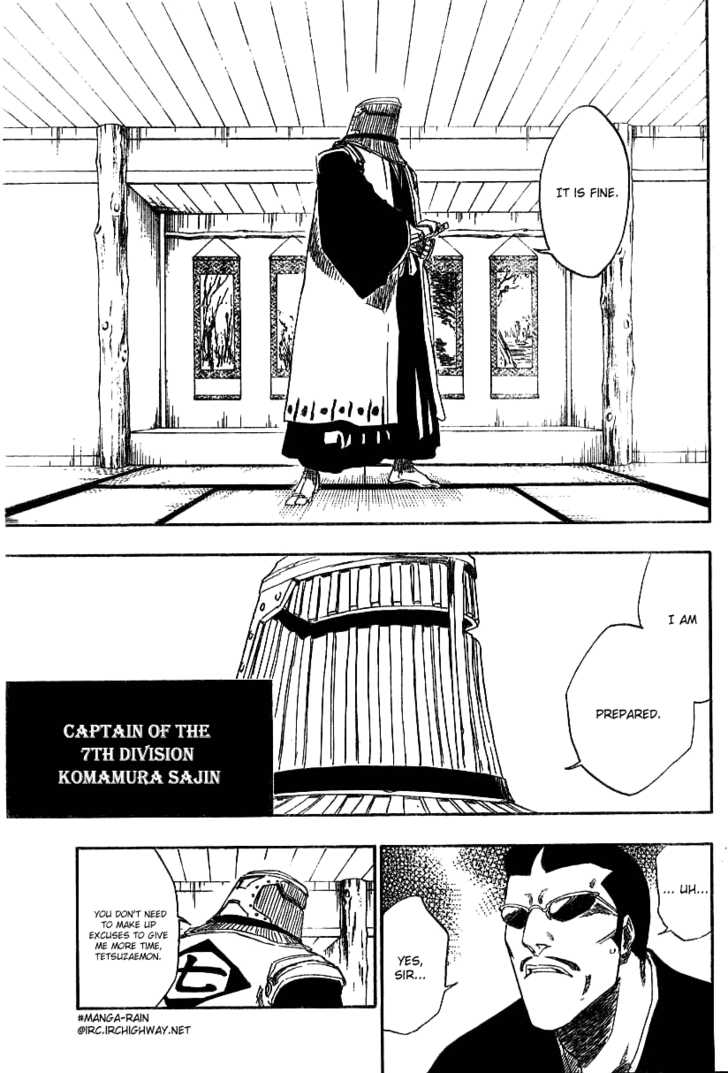 IT IS FINE.
I AM
PREPARED.
CAPTAIN OF THE
7TH DIVISION
KOMAMURA SAJIN
... UH...
YES,
SIR...
YOU DON'T NEED
TO MAKE UP
EXCUSES TO GIVE
ME MORE TIME,
TETSUZAEMON.
七
#MANGA-RAIN
@IRC.IRCHIGHWAY.NET